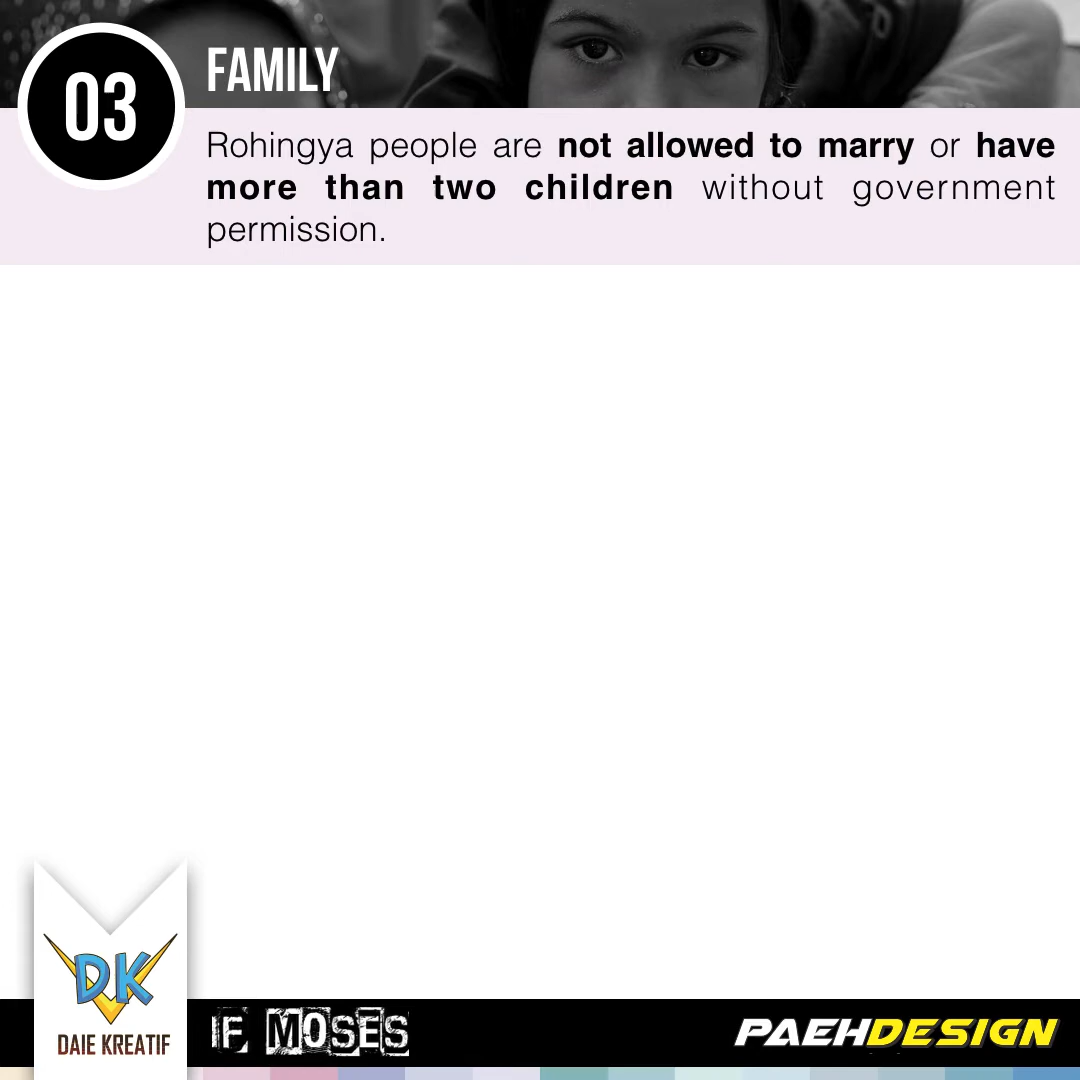 03
FAMILY
Rohingya people are not allowed to marry or have
more than two children without government
permission.
DK
DAIE KREATIF
IF MOSES
PAEHDESIGN